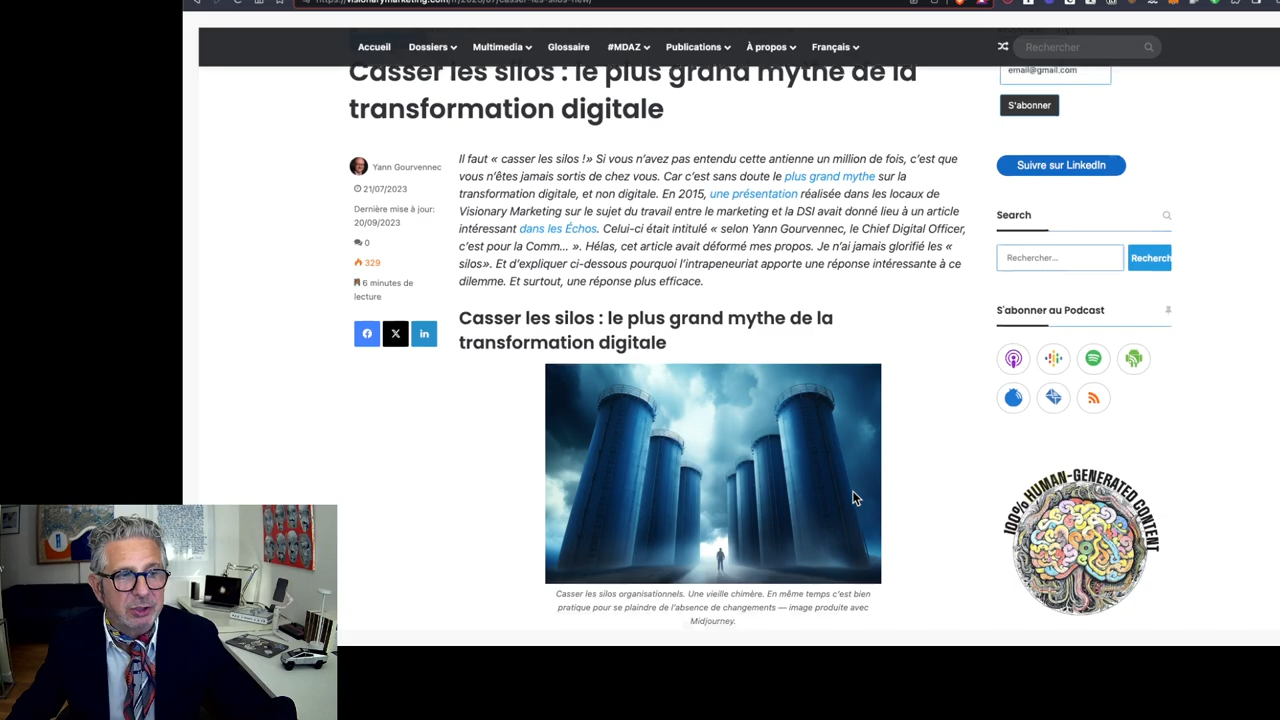 https://visionarymarketing.com/fr/2023/07/casser-les-silos-new/
Accueil Dossiers Multimedia Glossaire #MDAZ Publications À propos Français Rechercher
Casser les silos : le plus grand mythe de la
transformation digitale
Yann Gourvennec
21/07/2023
Dernière mise à jour:
20/09/2023
0
329
6 minutes de
lecture
Il faut « casser les silos !» Si vous n'avez pas entendu cette antienne un million de fois, c'est que
vous n'êtes jamais sortis de chez vous. Car c'est sans doute le plus grand mythe sur la
transformation digitale, et non digitale. En 2015, une présentation réalisée dans les locaux de
Visionary Marketing sur le sujet du travail entre le marketing et la DSI avait donné lieu à un article
intéressant dans les Échos. Celui-ci était intitulé « selon Yann Gourvennec, le Chief Digital Officer,
c'est pour la Comm... ». Hélas, cet article avait déformé mes propos. Je n'ai jamais glorifié les «
silos». Et d'expliquer ci-dessous pourquoi l'intrapeneuriat apporte une réponse intéressante à ce
dilemme. Et surtout, une réponse plus efficace.
Casser les silos : le plus grand mythe de la
transformation digitale
Casser les silos organisationnels. Une vieille chimère. En même temps c'est bien
pratique pour se plaindre de l'absence de changements — image produite avec
Midjourney.
email@gmail.com
S'abonner
Suivre sur LinkedIn
Search
Rechercher...
Recherch
S'abonner au Podcast
100% HUMAN-GENERATED CONTENT